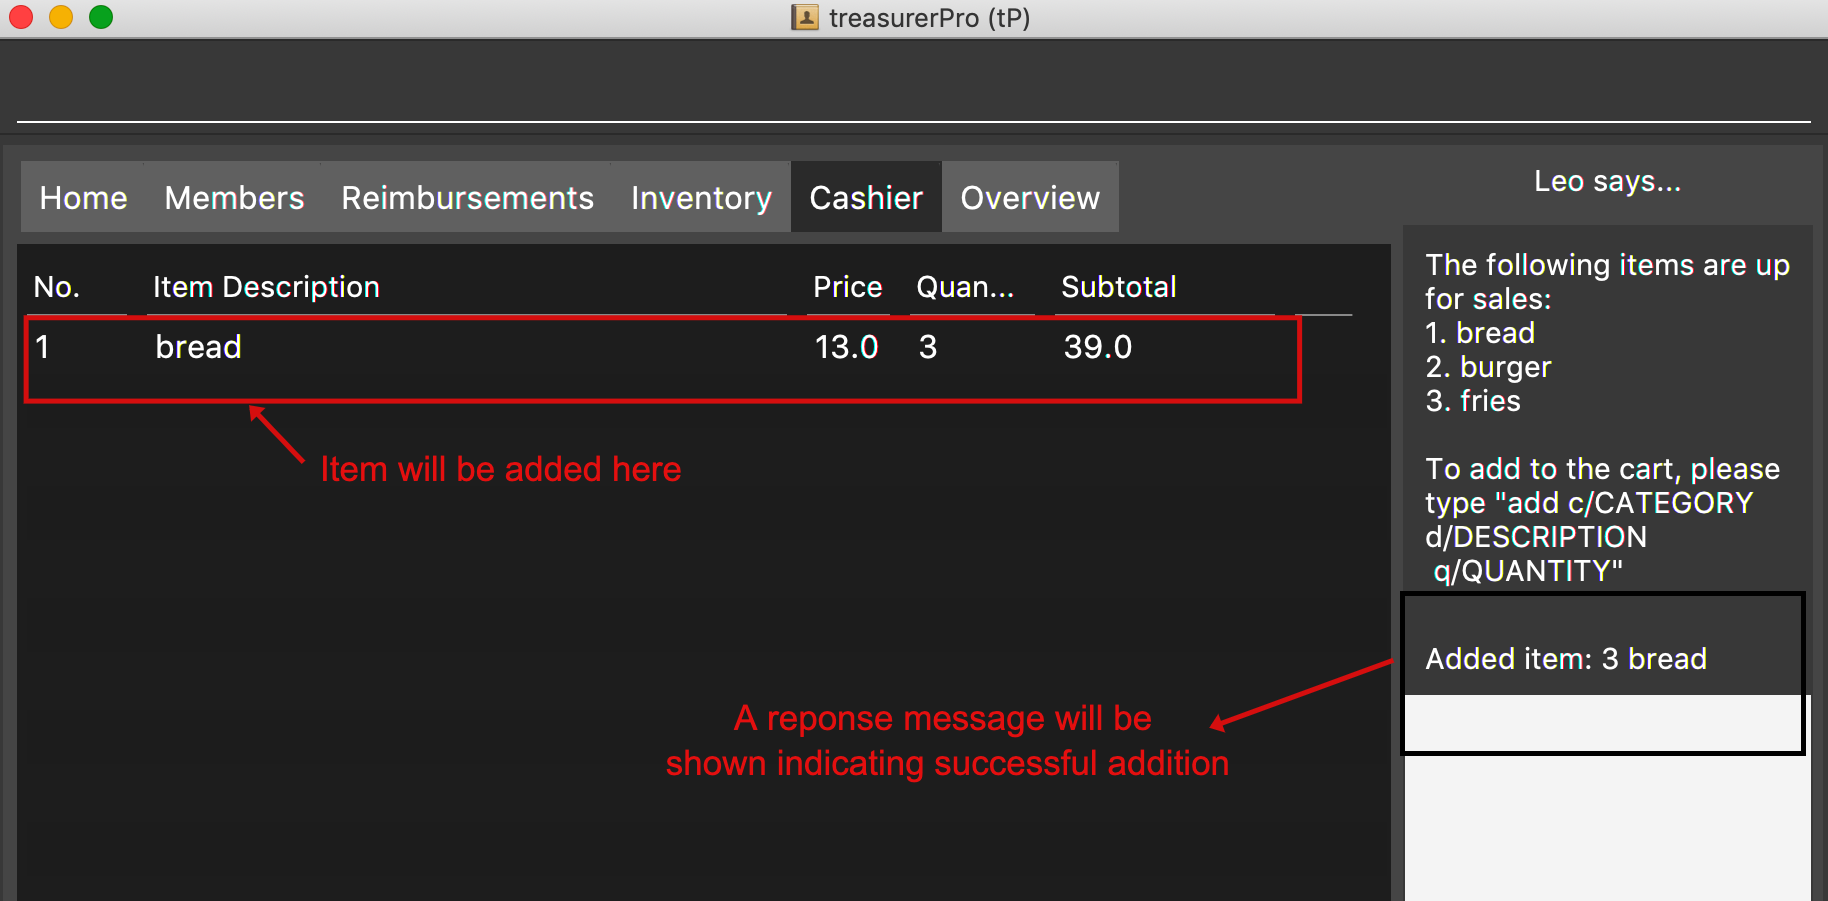 treasurerPro (tP)
Home Members Reimbursements Inventory Cashier Overview
No. Item Description Price Quan... Subtotal
1 bread 13.0 3 39.0
Item will be added here
A reponse message will be
shown indicating successful addition
Leo says...
The following items are up
for sales:
1. bread
2. burger
3. fries
To add to the cart, please
type "add c/CATEGORY
d/DESCRIPTION
q/QUANTITY"
Added item: 3 bread